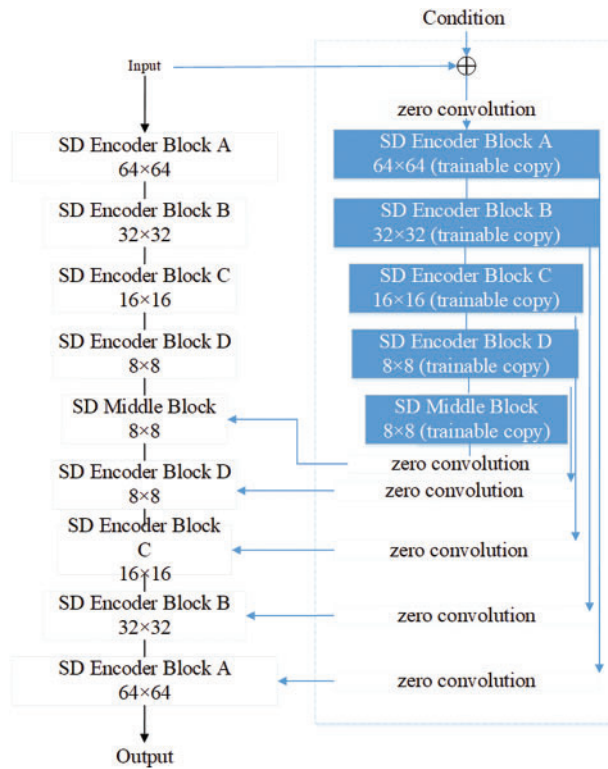 Condition
Input
zero convolution
SD Encoder Block A
64×64
SD Encoder Block A
64×64 (trainable copy)
SD Encoder Block B
32×32
SD Encoder Block B
32×32 (trainable copy)
SD Encoder Block C
16×16
SD Encoder Block C
16×16 (trainable copy)
SD Encoder Block D
8×8
SD Encoder Block D
8×8 (trainable copy)
SD Middle Block
8×8
SD Middle Block
8×8 (trainable copy)
zero convolution
SD Encoder Block D
8×8
zero convolution
SD Encoder Block
C
16×16
zero convolution
SD Encoder Block B
32×32
zero convolution
SD Encoder Block A
64×64
zero convolution
Output